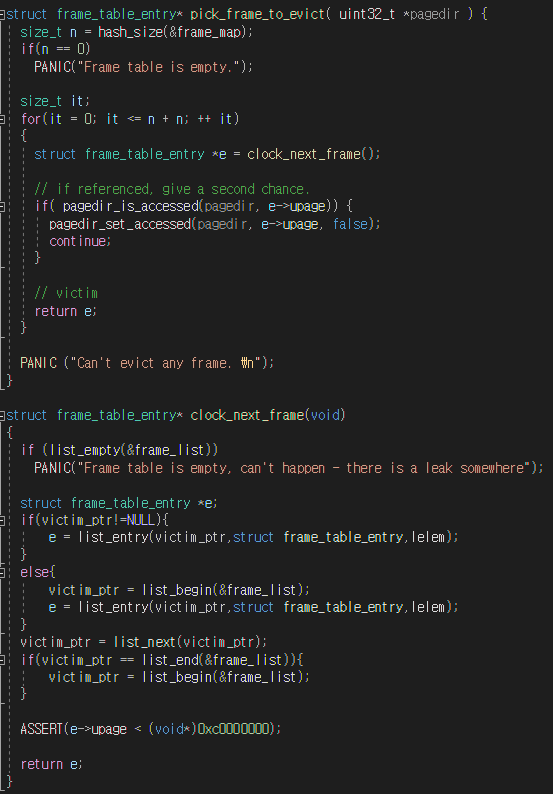 struct frame_table_entry* pick_frame_to_evict( uint32_t *pagedir ) {
size_t n = hash_size(&frame_map);
if(n == 0)
PANIC("Frame table is empty.");
size_t it;
for(it = 0; it <= n + n; ++ it)
{
struct frame_table_entry *e = clock_next_frame();
// if referenced, give a second chance.
if( pagedir_is_accessed(pagedir, e->upage)) {
pagedir_set_accessed(pagedir, e->upage, false);
continue;
}
// victim
return e;
}
PANIC ("Can't evict any frame. ₩n");
}
struct frame_table_entry* clock_next_frame(void)
{
if (list_empty(&frame_list))
PANIC("Frame table is empty, can't happen - there is a leak somewhere");
struct frame_table_entry *e;
if(victim_ptr!=NULL){
e = list_entry(victim_ptr,struct frame_table_entry,lelem);
}
else{
victim_ptr = list_begin(&frame_list);
e = list_entry(victim_ptr,struct frame_table_entry,lelem);
}
victim_ptr = list_next(victim_ptr);
if(victim_ptr == list_end(&frame_list)){
victim_ptr = list_begin(&frame_list);
}
ASSERT(e->upage < (void*)0xc0000000);
return e;
}